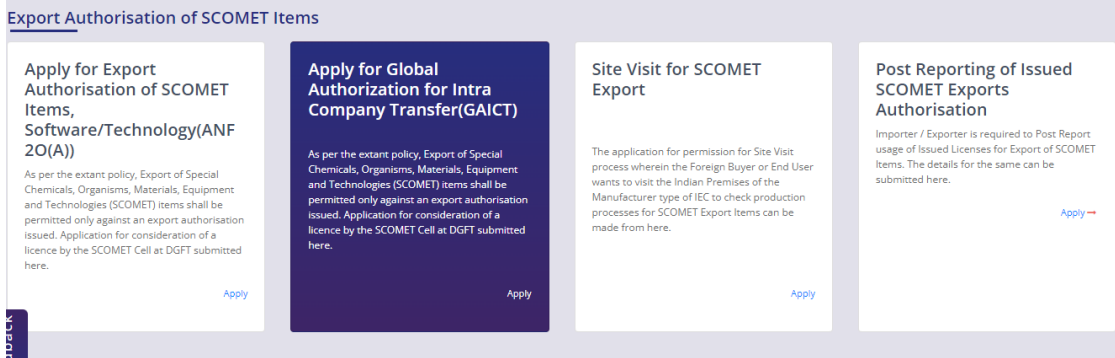 Export Authorisation of SCOMET Items
Apply for Export
Authorisation of SCOMET
Items,
Software/Technology(ANF
2O(A))
As per the extant policy, Export of Special
Chemicals, Organisms, Materials, Equipment
and Technologies (SCOMET) items shall be
permitted only against an export authorisation
issued. Application for consideration of a
licence by the SCOMET Cell at DGFT submitted
here.
Apply
Apply for Global
Authorization for Intra
Company Transfer(GAICT)
As per the extant policy, Export of Special
Chemicals, Organisms, Materials, Equipment
and Technologies (SCOMET) items shall be
permitted only against an export authorisation
issued. Application for consideration of a
licence by the SCOMET Cell at DGFT submitted
here.
Apply
Site Visit for SCOMET
Export
The application for permission for Site Visit
process wherein the Foreign Buyer or End User
wants to visit the Indian Premises of the
Manufacturer type of IEC to check production
processes for SCOMET Export Items can be
made from here.
Apply
Post Reporting of Issued
SCOMET Exports
Authorisation
Importer / Exporter is required to Post Report
usage of Issued Licenses for Export of SCOMET
Items. The details for the same can be
submitted here.
Apply →